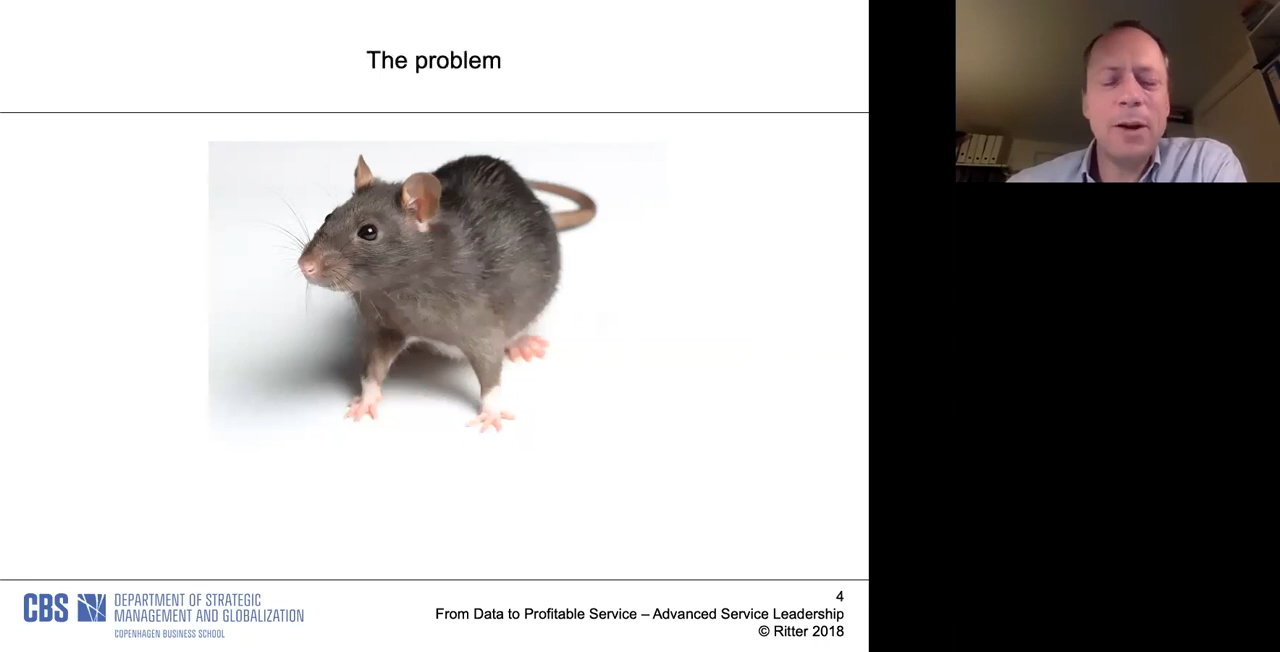 The problem
CBS
DEPARTMENT OF STRATEGIC
MANAGEMENT AND GLOBALIZATION
COPENHAGEN BUSINESS SCHOOL
4
From Data to Profitable Service – Advanced Service Leadership
© Ritter 2018